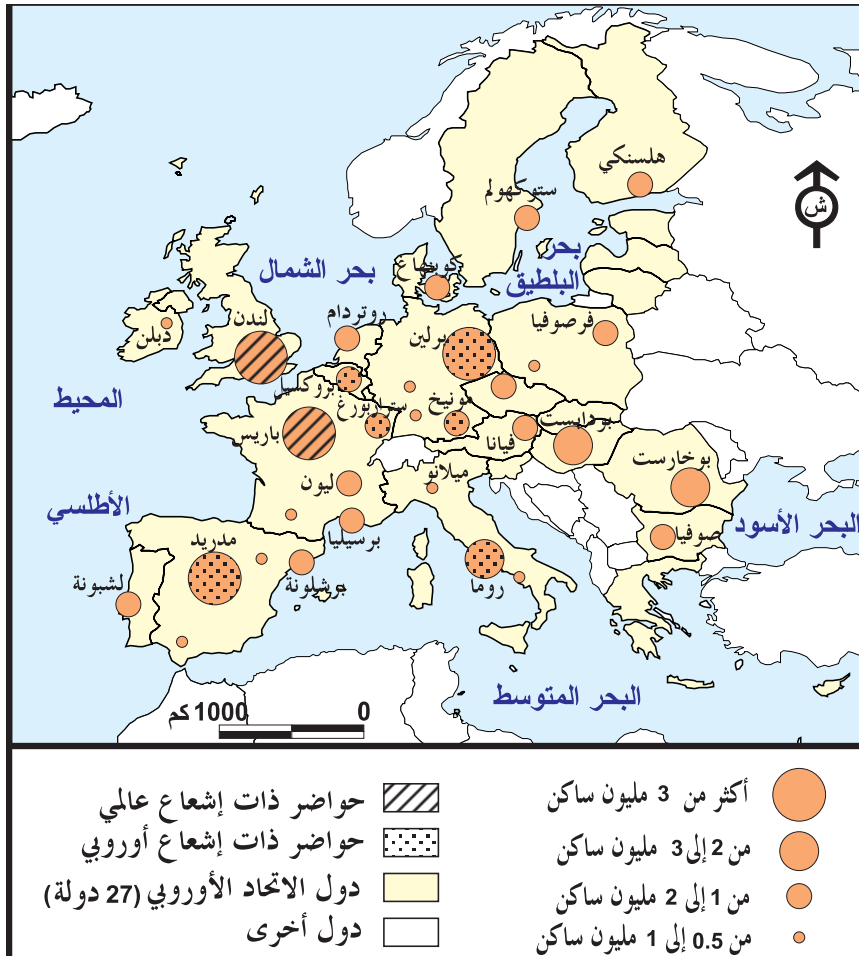 هلسنكي
ستوكهولم
ش
بحر
البلطيق
كوبنهاغ
بحر الشمال
روتردام
فرصوفيا
لندن
دبلن
برلين
بروكسيل
ستراربورغ
مونيخ
المحيط
باريس
فيانا
بودابست
بوخارست
ليون
ميلانو
الأطلسي
مدريد
برسيليا
صوفيا
البحر الأسود
لشبونة
برشلونة
روما
البحر المتوسط
1000 كم 0
أكثر من 3 مليون ساكن
من 2 إلى 3 مليون ساكن
من 1 إلى 2 مليون ساكن
من 0.5 إلى 1 مليون ساكن
حواضر ذات إشعاع عالمي
حواضر ذات إشعاع أوروبي
دول الاتحاد الأوروبي (27 دولة)
دول أخرى